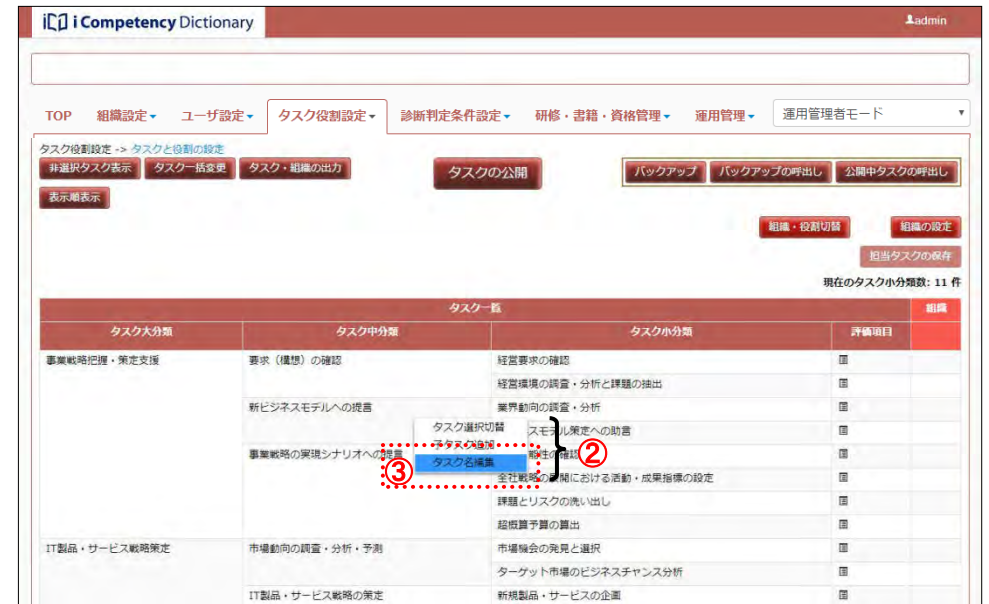 i Competency Dictionary
admin
TOP 組織設定 ユーザ設定 タスク役割設定 診断判定条件設定 研修・書籍・資格管理 運用管理 運用管理者モード
タスク役割設定 -> タスクと役割の設定
非選択タスク表示 タスク一括変更 タスク・組織の出力 タスクの公開 バックアップ バックアップの呼出し 公開中タスクの呼出し
表示順表示
組織・役割切替 組織の設定
担当タスクの保存
現在のタスク小分類数: 11 件
タスク一覧 組織
タスク大分類 タスク中分類 タスク小分類 評価項目
事業戦略把握・策定支援 要求（構想）の確認 経営要求の確認
経営環境の調査・分析と課題の抽出
新ビジネスモデルへの提言 業界動向の調査・分析
タスク選択切替
スモデル策定への助言
子タスク追加
事業戦略の実現シナリオへの提言 の確認
タスク名編集
②
③
全社戦略の展開における活動・成果指標の設定
課題とリスクの洗い出し
超概算予算の算出
IT製品・サービス戦略策定 市場動向の調査・分析・予測 市場機会の発見と選択
ターゲット市場のビジネスチャンス分析
IT製品・サービス戦略の策定 新規製品・サービスの企画